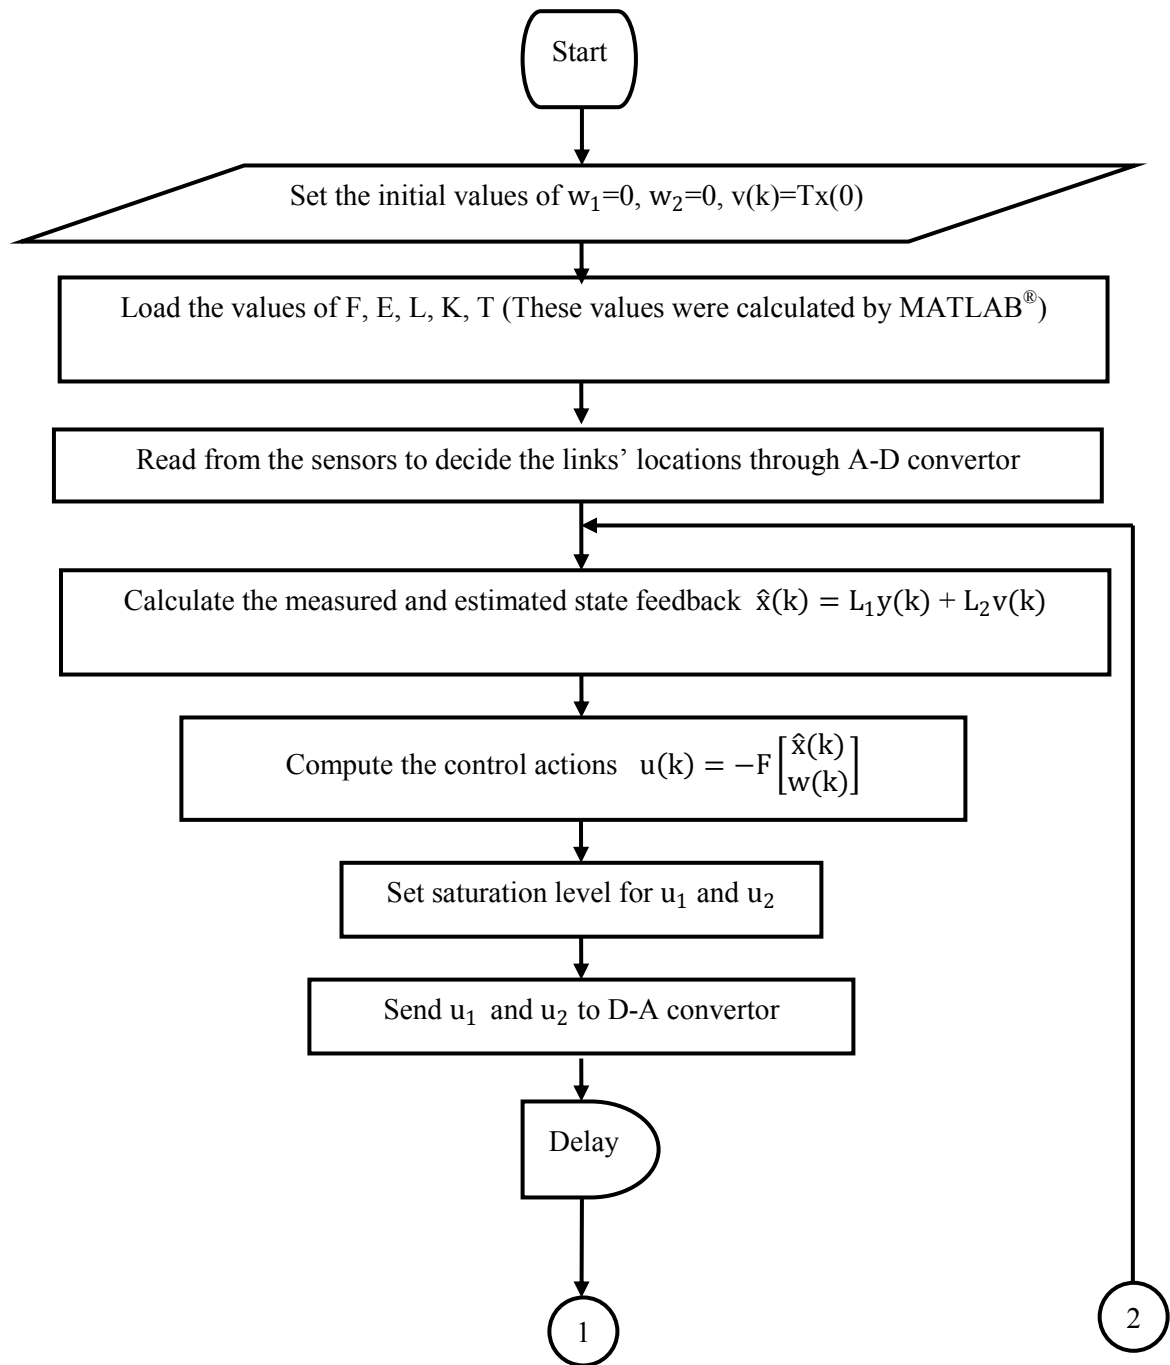 Start
Set the initial values of w₁=0, w₂=0, v(k)=Tx(0)
Load the values of F, E, L, K, T (These values were calculated by MATLAB®)
Read from the sensors to decide the links’ locations through A-D convertor
Calculate the measured and estimated state feedback x̂(k) = L₁y(k) + L₂v(k)
Compute the control actions u(k) = −F[x̂(k) w(k)]
Set saturation level for u₁ and u₂
Send u₁ and u₂ to D-A convertor
Delay
1
2